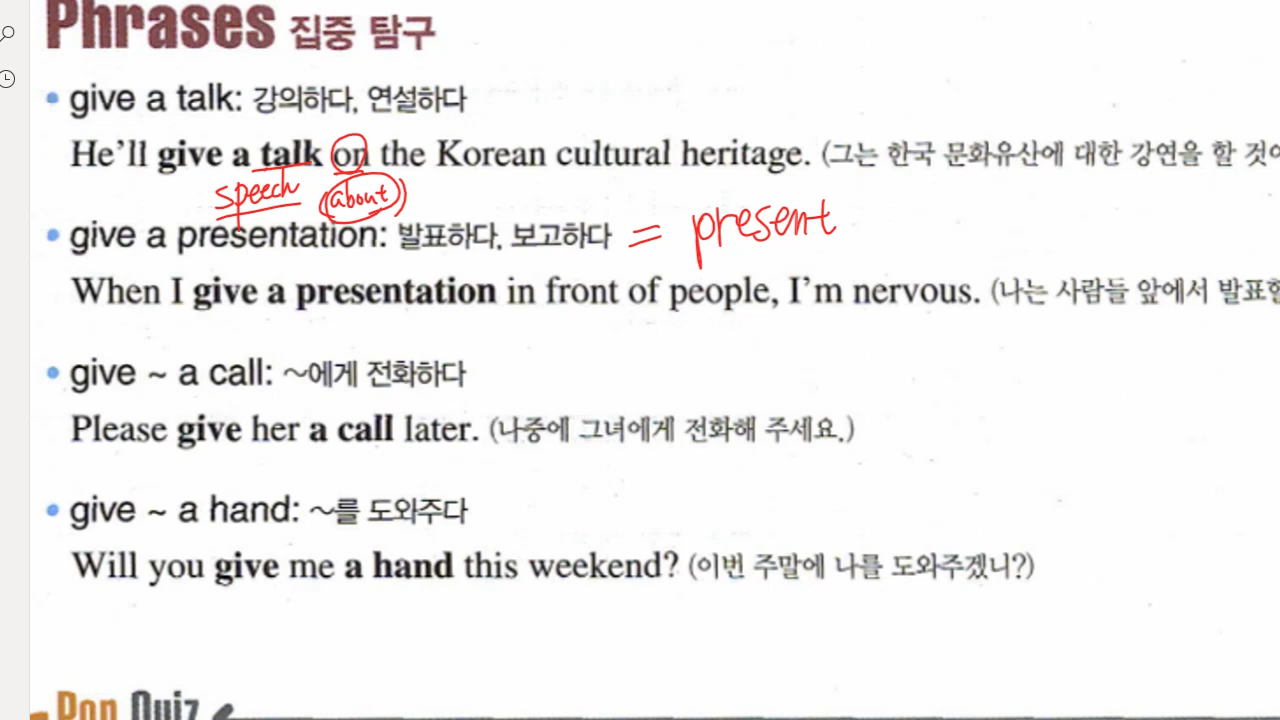 Phrases 집중 탐구
• give a talk: 강의하다, 연설하다
He'll give a talk on the Korean cultural heritage. (그는 한국 문화유산에 대한 강연을 할 것
speech (about)
• give a presentation: 발표하다, 보고하다 = present
When I give a presentation in front of people, I'm nervous. (나는 사람들 앞에서
• give ~ a call: ~에게 전화하다
Please give her a call later. (나중에 그녀에게 전화해 주세요.)
• give ~ a hand: ~를 도와주다
Will you give me a hand this weekend? (이번 주말에 나를 도와주겠니?)
Pop Quiz